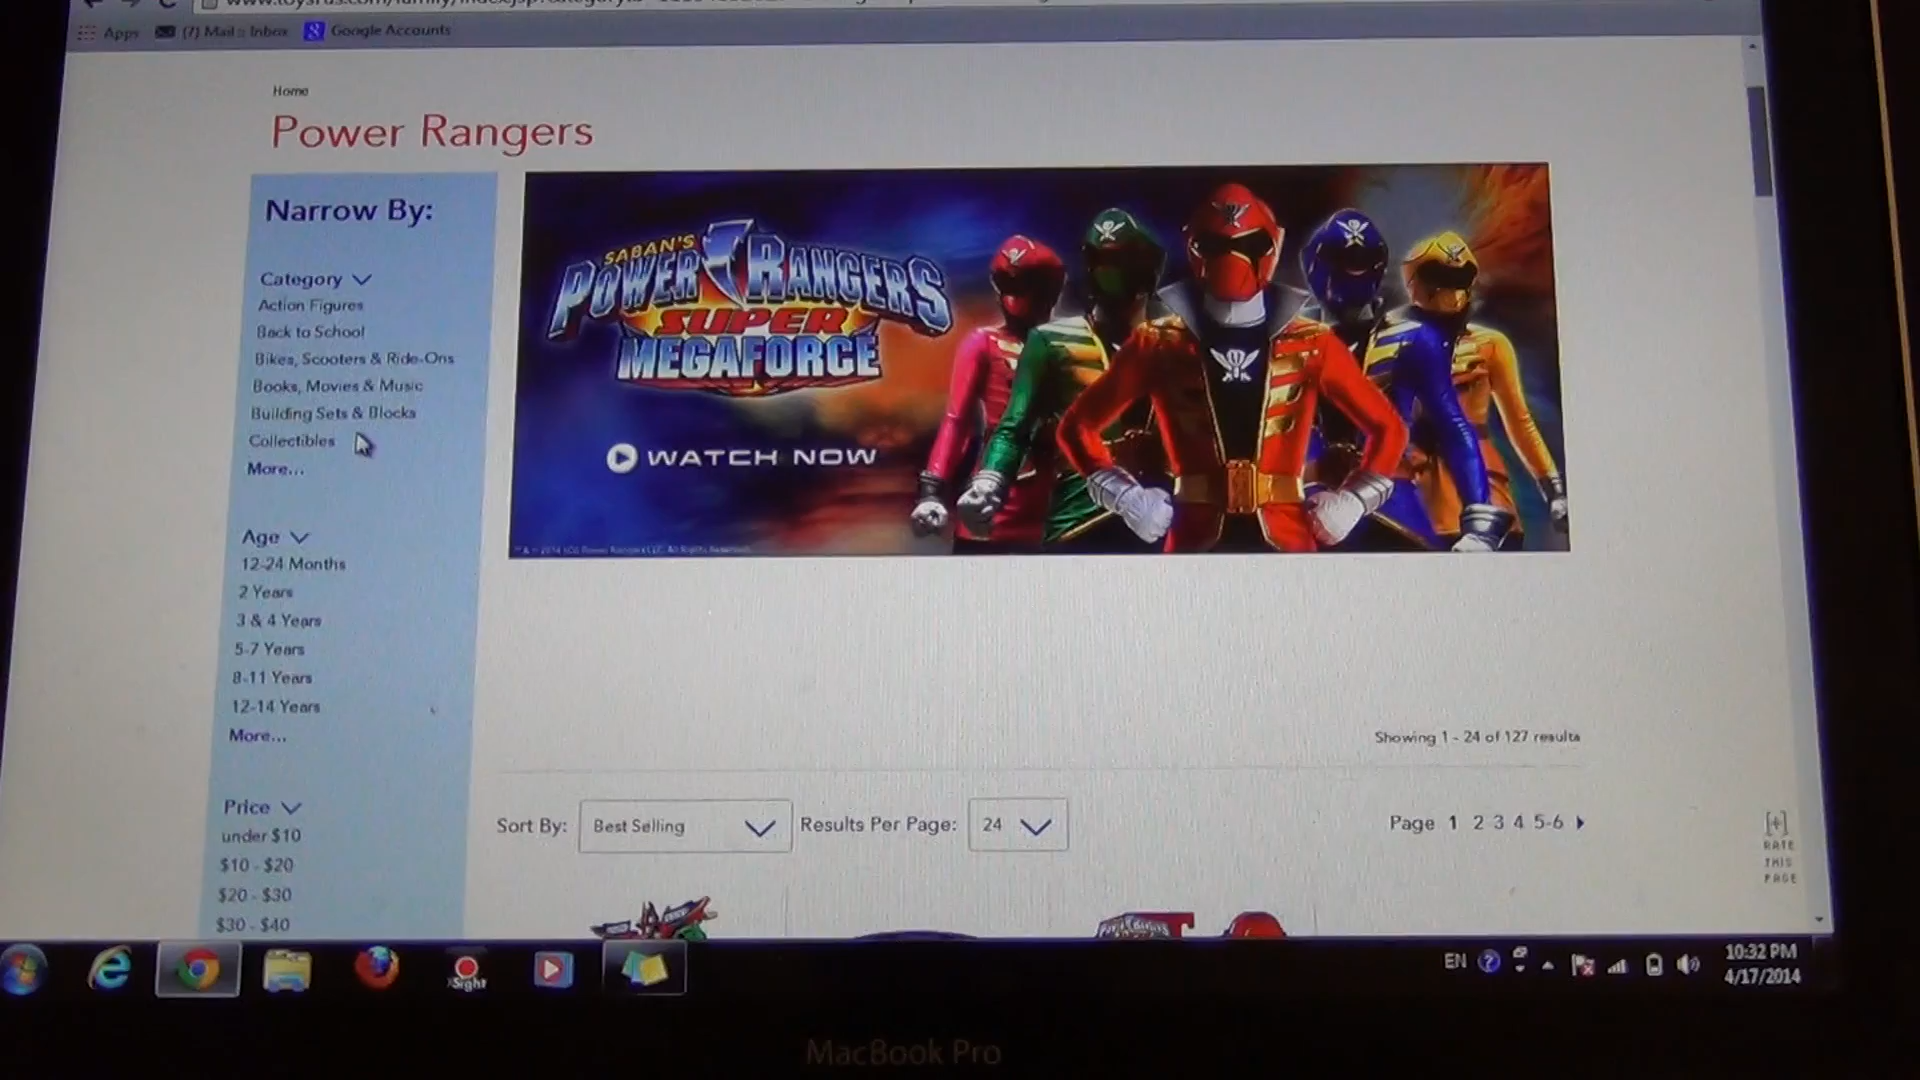 Apps (7) Mail :: Inbox Google Accounts
Home
Power Rangers
Narrow By:
Category
Action Figures
Back to School
Bikes, Scooters & Ride-Ons
Books, Movies & Music
Building Sets & Blocks
Collectibles
More...
Age
12-24 Months
2 Years
3 & 4 Years
5-7 Years
8-11 Years
12-14 Years
More...
Price
under $10
$10 - $20
$20 - $30
$30 - $40
SABAN'S
POWER RANGERS
SUPER
MEGAFORCE
WATCH NOW
Showing 1 - 24 of 127 results
Sort By: Best Selling Results Per Page: 24 Page 1 2 3 4 5-6
[+]
RATE
THIS
PAGE
EN
10:32 PM
4/17/2014
MacBook Pro